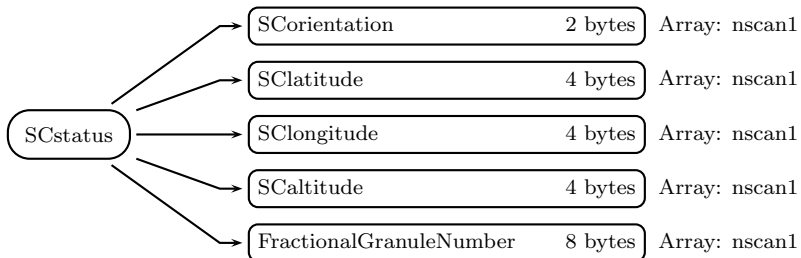 SCorientation 2 bytes Array: nscan1
SClatitude 4 bytes Array: nscan1
SCstatus
SClongitude 4 bytes Array: nscan1
SCaltitude 4 bytes Array: nscan1
FractionalGranuleNumber 8 bytes Array: nscan1